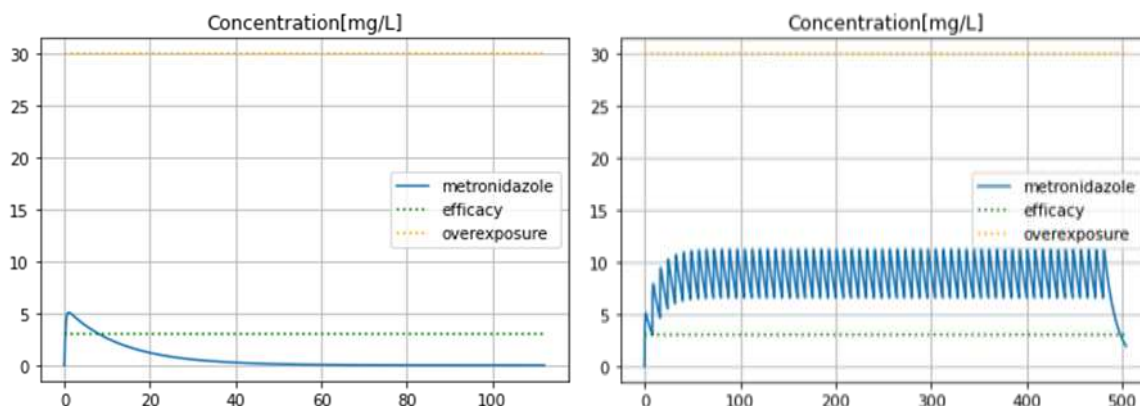 Concentration[mg/L]
30
25
20
15
10
5
0
metronidazole
efficacy
overexposure
0 20 40 60 80 100
Concentration[mg/L]
30
25
20
15
10
5
0
metronidazole
efficacy
overexposure
0 100 200 300 400 500